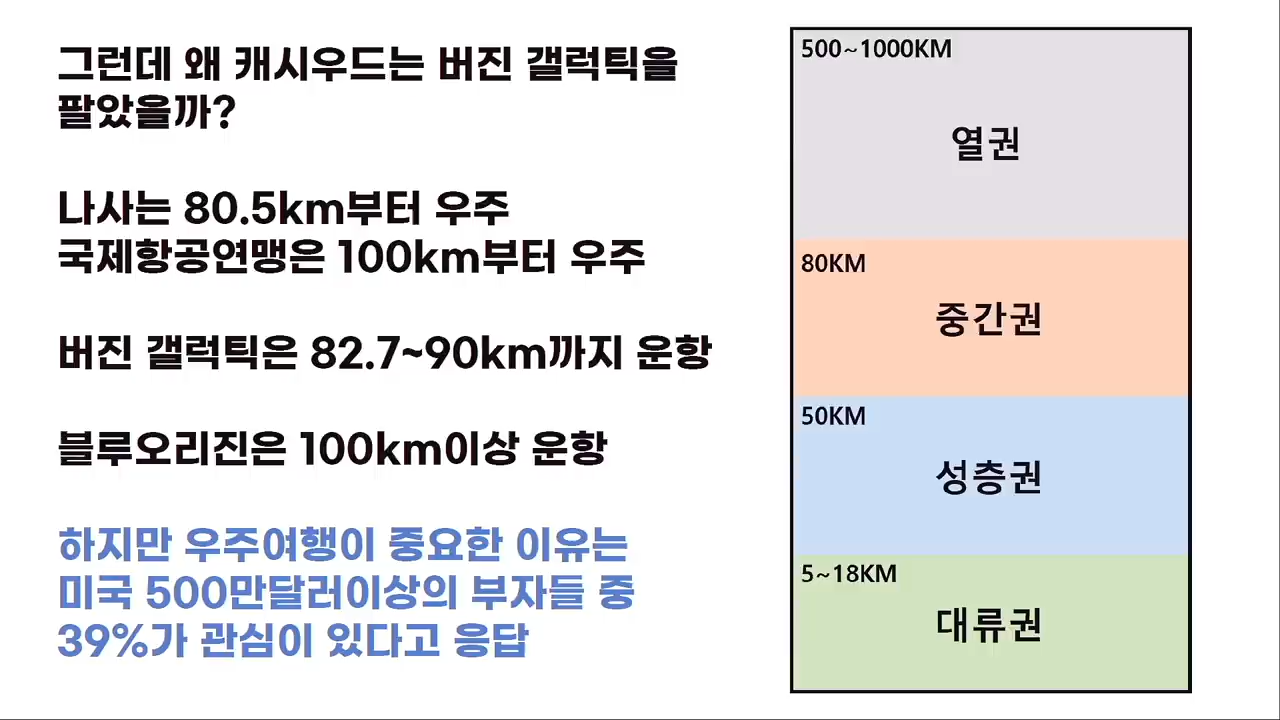 그런데 왜 캐시우드는 버진 갤럭틱을
팔았을까?
나사는 80.5km부터 우주
국제항공연맹은 100km부터 우주
버진 갤럭틱은 82.7~90km까지 운항
블루오리진은 100km이상 운항
하지만 우주여행이 중요한 이유는
미국 500만달러이상의 부자들 중
39%가 관심이 있다고 응답
500~1000KM
열권
80KM
중간권
50KM
성층권
5~18KM
대류권